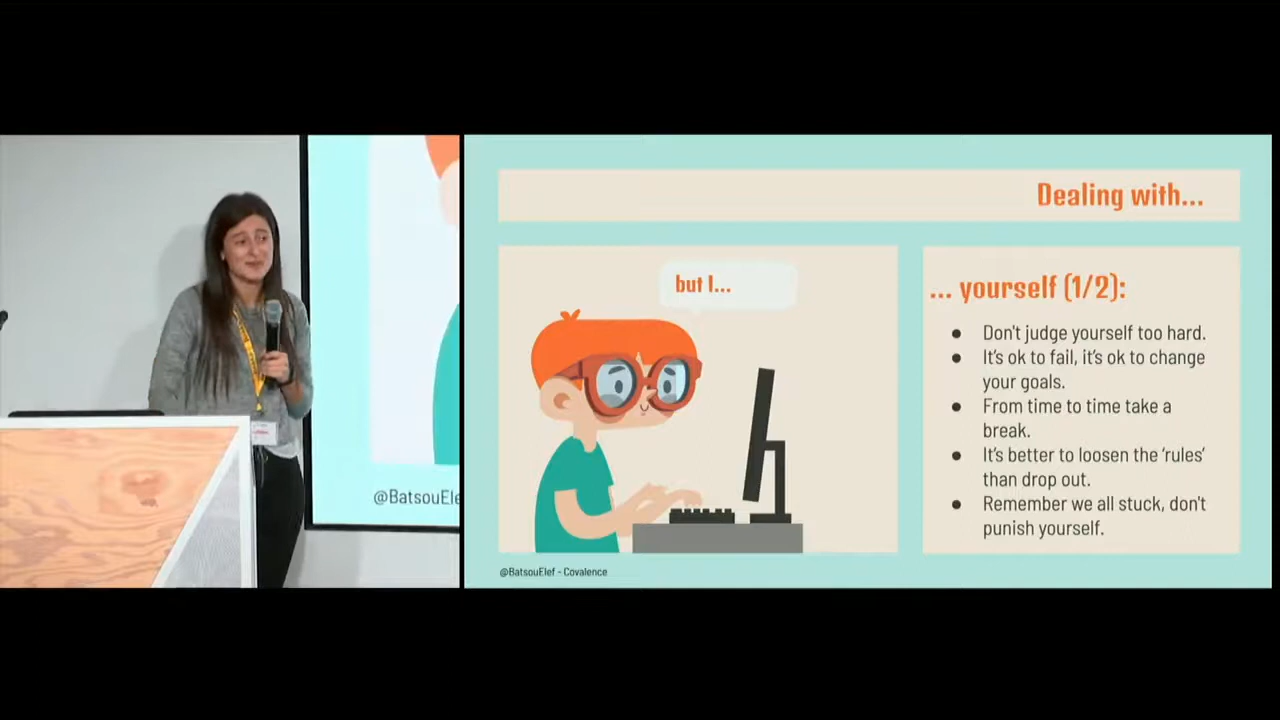 Dealing with...
but I...
... yourself (1/2):
● Don't judge yourself too hard.
● It's ok to fail, it's ok to change
your goals.
● From time to time take a
break.
● It's better to loosen the 'rules'
than drop out.
● Remember we all stuck, don't
punish yourself.
@BatsouElef - Covalence
@BatsouEle